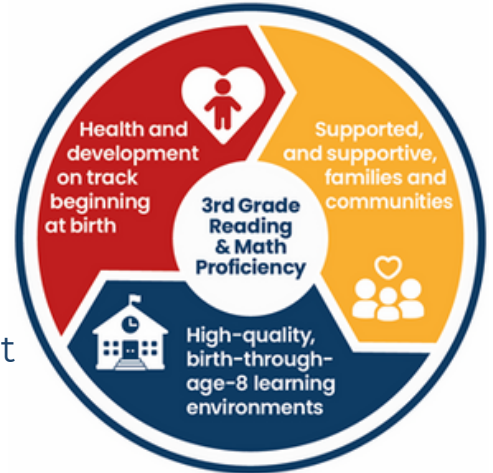 Health and
development
on track
beginning
at birth
Supported,
and supportive,
families and
communities
3rd Grade
Reading
& Math
Proficiency
High-quality,
birth-through-
age-8 learning
environments
t